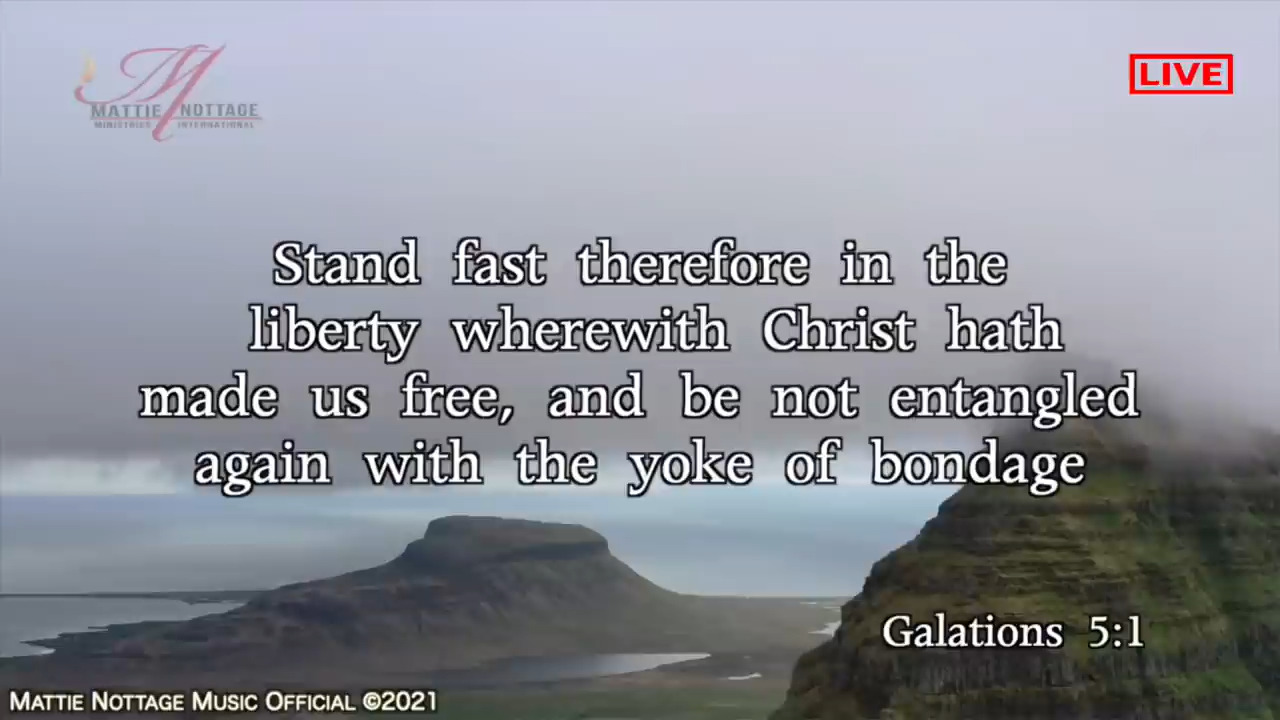 MATTIE NOTTAGE
MINISTRIES INTERNATIONAL
LIVE
Stand fast therefore in the
liberty wherewith Christ hath
made us free, and be not entangled
again with the yoke of bondage
Galations 5:1
MATTIE NOTTAGE MUSIC OFFICIAL ©2021